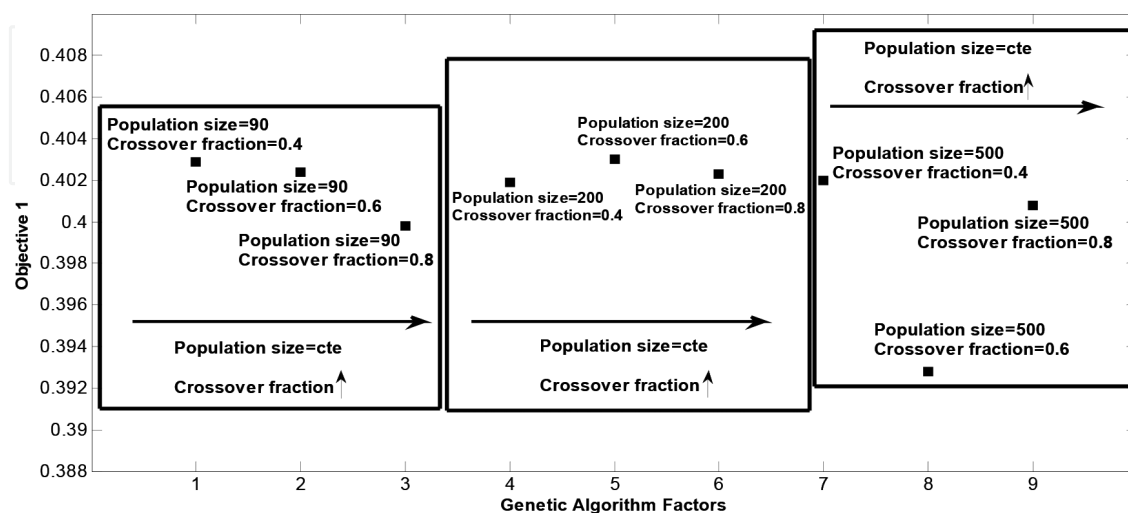 0.408
0.406
0.404
0.402
0.4
0.398
0.396
0.394
0.392
0.39
0.388
Objective 1
Population size=90
Crossover fraction=0.4
Population size=90
Crossover fraction=0.6
Population size=90
Crossover fraction=0.8
Population size=cte
Crossover fraction
Population size=200
Crossover fraction=0.4
Population size=200
Crossover fraction=0.6
Population size=200
Crossover fraction=0.8
Population size=cte
Crossover fraction
Population size=cte
Crossover fraction
Population size=500
Crossover fraction=0.4
Population size=500
Crossover fraction=0.8
Population size=500
Crossover fraction=0.6
1 2 3 4 5 6 7 8 9
Genetic Algorithm Factors